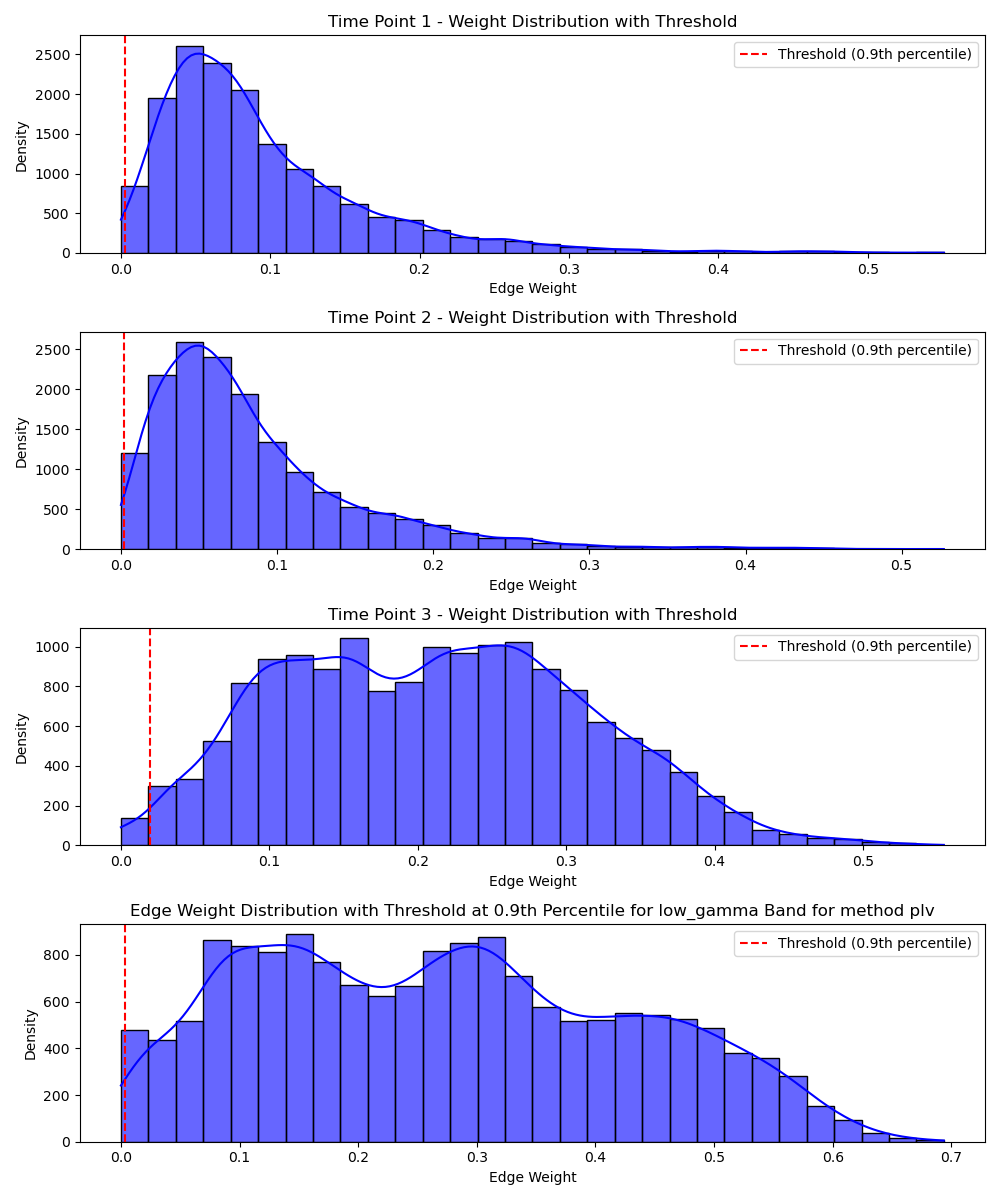 Time Point 1 - Weight Distribution with Threshold
Threshold (0.9th percentile)
Density
2500
2000
1500
1000
500
0
0.0 0.1 0.2 0.3 0.4 0.5
Edge Weight
Time Point 2 - Weight Distribution with Threshold
Threshold (0.9th percentile)
Density
2500
2000
1500
1000
500
0
0.0 0.1 0.2 0.3 0.4 0.5
Edge Weight
Time Point 3 - Weight Distribution with Threshold
Threshold (0.9th percentile)
Density
1000
800
600
400
200
0
0.0 0.1 0.2 0.3 0.4 0.5
Edge Weight
Edge Weight Distribution with Threshold at 0.9th Percentile for low_gamma Band for method plv
Threshold (0.9th percentile)
Density
800
600
400
200
0
0.0 0.1 0.2 0.3 0.4 0.5 0.6 0.7
Edge Weight